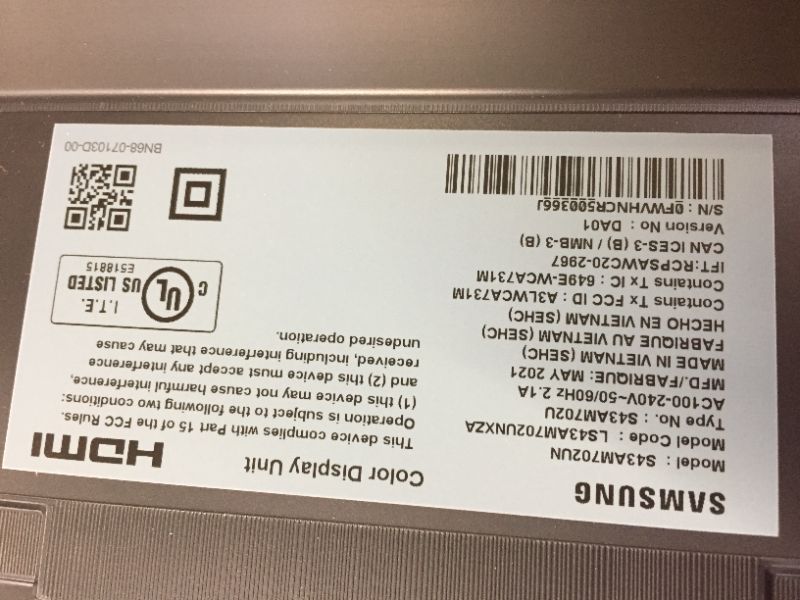 SAMSUNG
Model : S43AM702UN
Model Code : LS43AM702UNXZA
Type No. : S43AM702U
AC100-240V~50/60Hz 2.1A
MFD./FABRIQUE: MAY 2021
MADE IN VIETNAM (SEHC)
FABRIQUE AU VIETNAM (SEHC)
HECHO EN VIETNAM (SEHC)
Contains Tx FCC ID : A3LWCA731M
Contains Tx IC : 649E-WCA731M
IFT:RCPSAWC20-2967
CAN ICES-3 (B) / NMB-3 (B)
Version No : DA01
S/N : 0FWVHNCR500366J
Color Display Unit
HDMI
This device complies with Part 15 of the FCC Rules.
Operation is subject to the following two conditions:
(1) this device may not cause harmful interference,
and (2) this device must accept any interference
received, including interference that may cause
undesired operation.
I.T.E.
C UL US LISTED
E518815
BN68-07103D-00